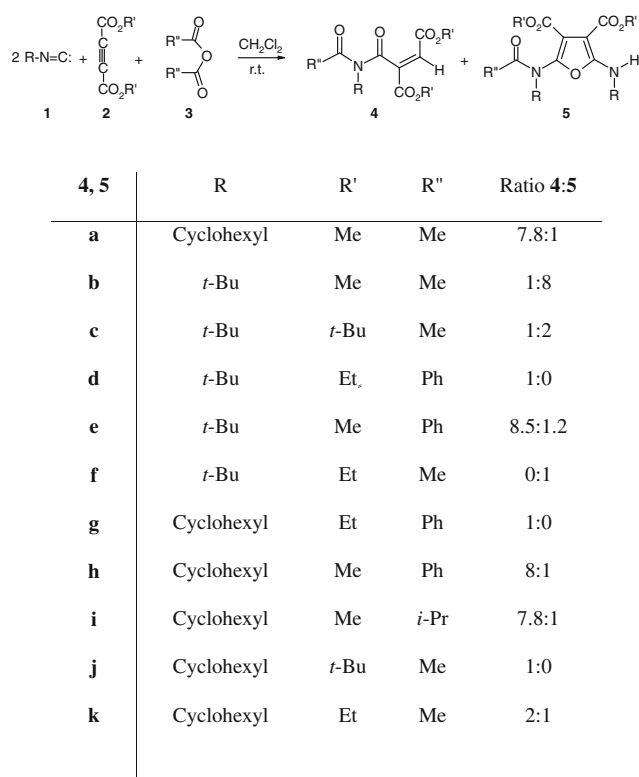 2 R-N=C: + CO₂R' CO₂R' + R" O O R" O CH₂Cl₂ r.t. R" O N R O CO₂R' H CO₂R' + R'O₂C CO₂R' O R" N R O N H R
1 2 3 4 5
4, 5 R R' R" Ratio 4:5
a Cyclohexyl Me Me 7.8:1
b t-Bu Me Me 1:8
c t-Bu t-Bu Me 1:2
d t-Bu Et Ph 1:0
e t-Bu Me Ph 8.5:1.2
f t-Bu Et Me 0:1
g Cyclohexyl Et Ph 1:0
h Cyclohexyl Me Ph 8:1
i Cyclohexyl Me i-Pr 7.8:1
j Cyclohexyl t-Bu Me 1:0
k Cyclohexyl Et Me 2:1